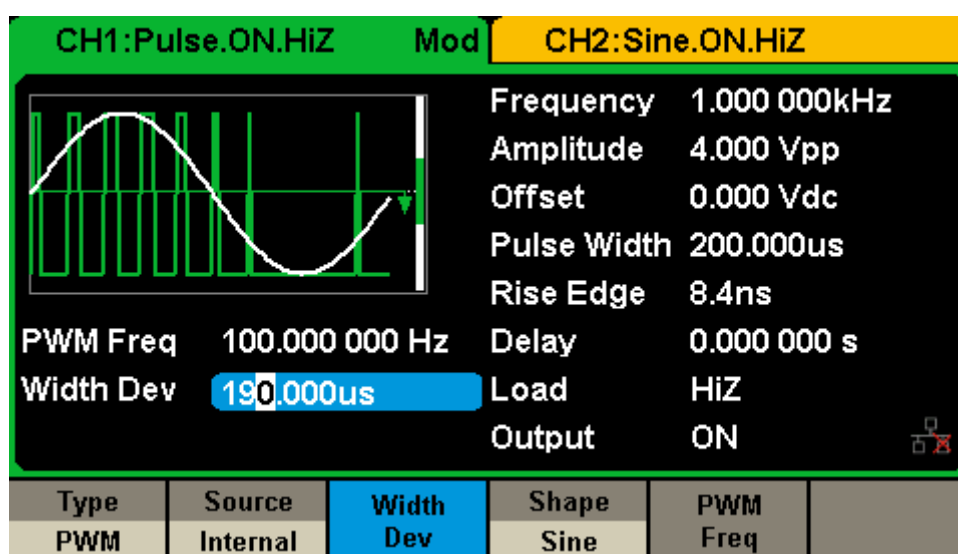 CH1:Pulse.ON.HiZ Mod CH2:Sine.ON.HiZ
Frequency 1.000 000kHz
Amplitude 4.000 Vpp
Offset 0.000 Vdc
Pulse Width 200.000us
Rise Edge 8.4ns
PWM Freq 100.000 000 Hz Delay 0.000 000 s
Width Dev 190.000us Load HiZ
Output ON
Type Source Width Shape PWM
PWM Internal Dev Sine Freq